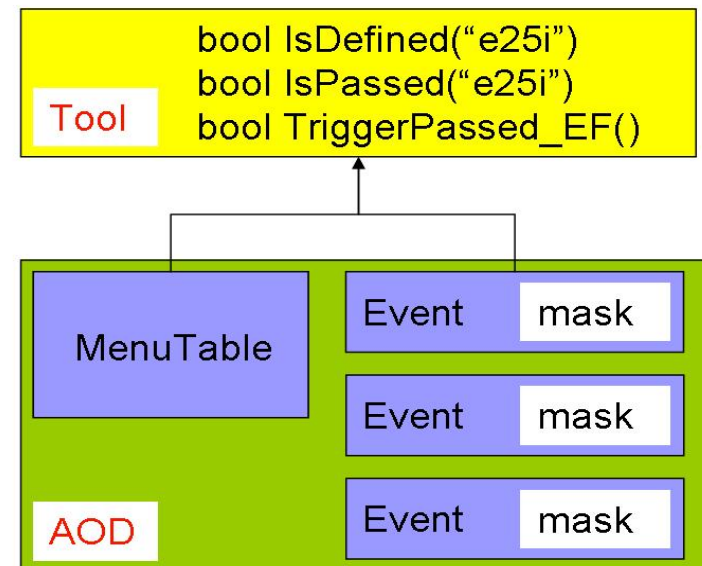 bool IsDefined(“e25i”)
bool IsPassed(“e25i”)
bool TriggerPassed_EF()
Tool
MenuTable
Event mask
Event mask
Event mask
AOD